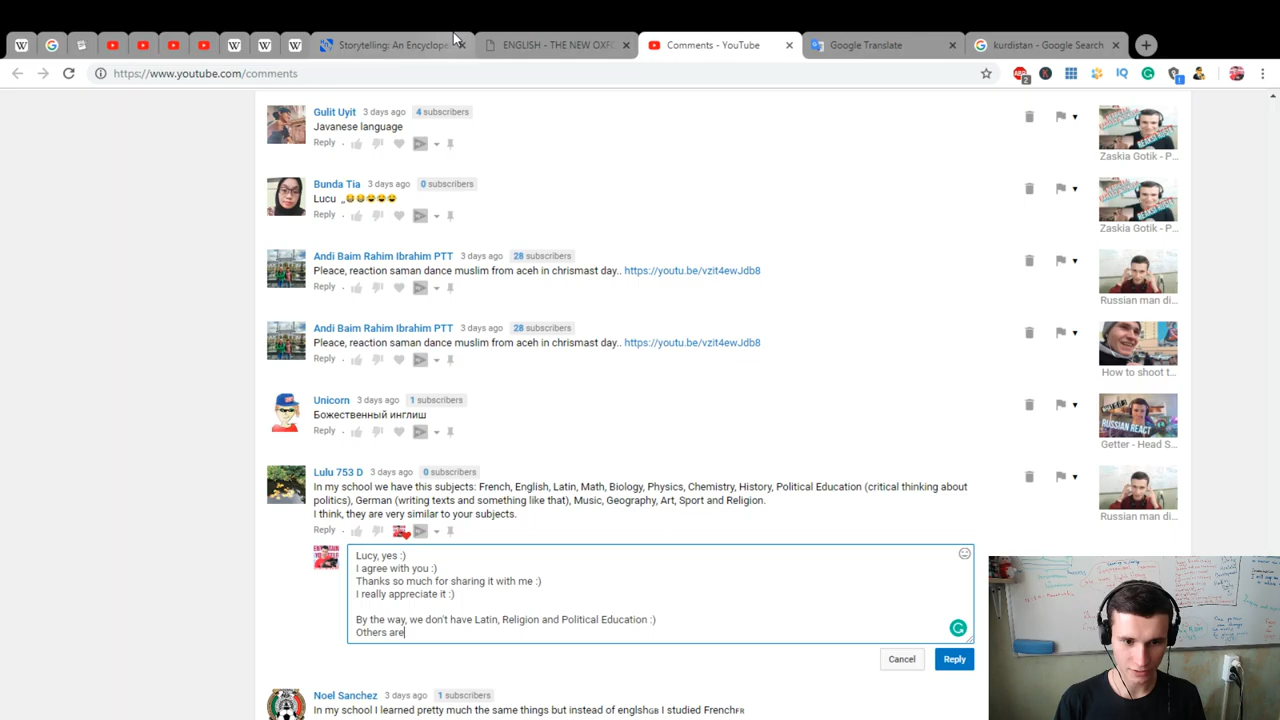 Storytelling: An Encyclope
ENGLISH - THE NEW OXFO
Comments - YouTube
Google Translate
kurdistan - Google Search
https://www.youtube.com/comments
Gulit Uyit 3 days ago 4 subscribers
Javanese language
Reply
Zaskia Gotik - P...
Bunda Tia 3 days ago 0 subscribers
Lucu ,,😂😂😄😄😄
Reply
Zaskia Gotik - P...
Andi Baim Rahim Ibrahim PTT 3 days ago 28 subscribers
Pleace, reaction saman dance muslim from aceh in chrismast day.. https://youtu.be/vzit4ewJdb8
Reply
Russian man di...
Andi Baim Rahim Ibrahim PTT 3 days ago 28 subscribers
Pleace, reaction saman dance muslim from aceh in chrismast day.. https://youtu.be/vzit4ewJdb8
Reply
How to shoot t...
Unicorn 3 days ago 1 subscribers
Божественный инглиш
Reply
RUSSIAN REACT
Getter - Head S...
Lulu 753 D 3 days ago 0 subscribers
In my school we have this subjects: French, English, Latin, Math, Biology, Physics, Chemistry, History, Political Education (critical thinking about
politics), German (writing texts and something like that), Music, Geography, Art, Sport and Religion.
I think, they are very similar to your subjects.
Reply
Russian man di...
Lucy, yes :)
I agree with you :)
Thanks so much for sharing it with me :)
I really appreciate it :)
By the way, we don't have Latin, Religion and Political Education :)
Others are
Cancel Reply
Noel Sanchez 3 days ago 1 subscribers
In my school I learned pretty much the same things but instead of englshGB I studied FrenchFR